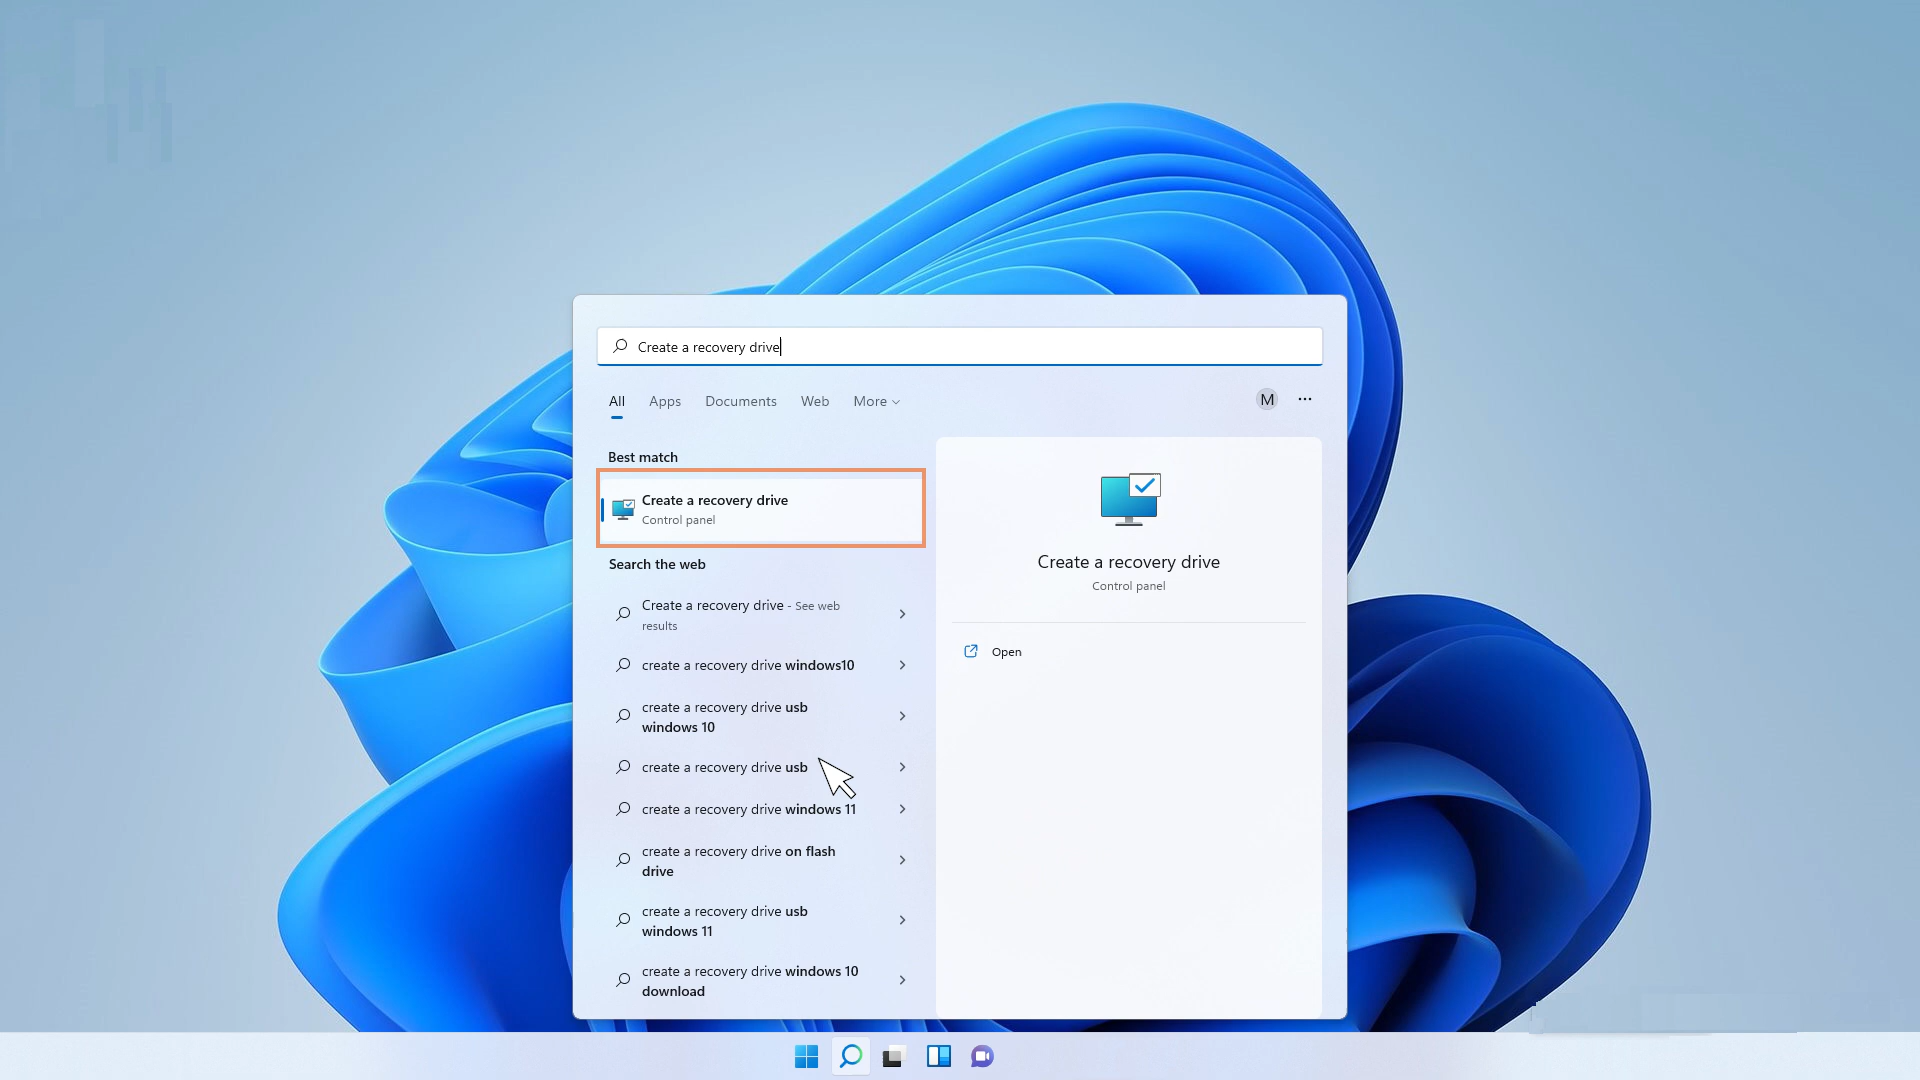 Create a recovery drive
All Apps Documents Web More
M
Best match
Create a recovery drive
Control panel
Search the web
Create a recovery drive - See web
results
create a recovery drive windows10
create a recovery drive usb
windows 10
create a recovery drive usb
create a recovery drive windows 11
create a recovery drive on flash
drive
create a recovery drive usb
windows 11
create a recovery drive windows 10
download
Create a recovery drive
Control panel
Open